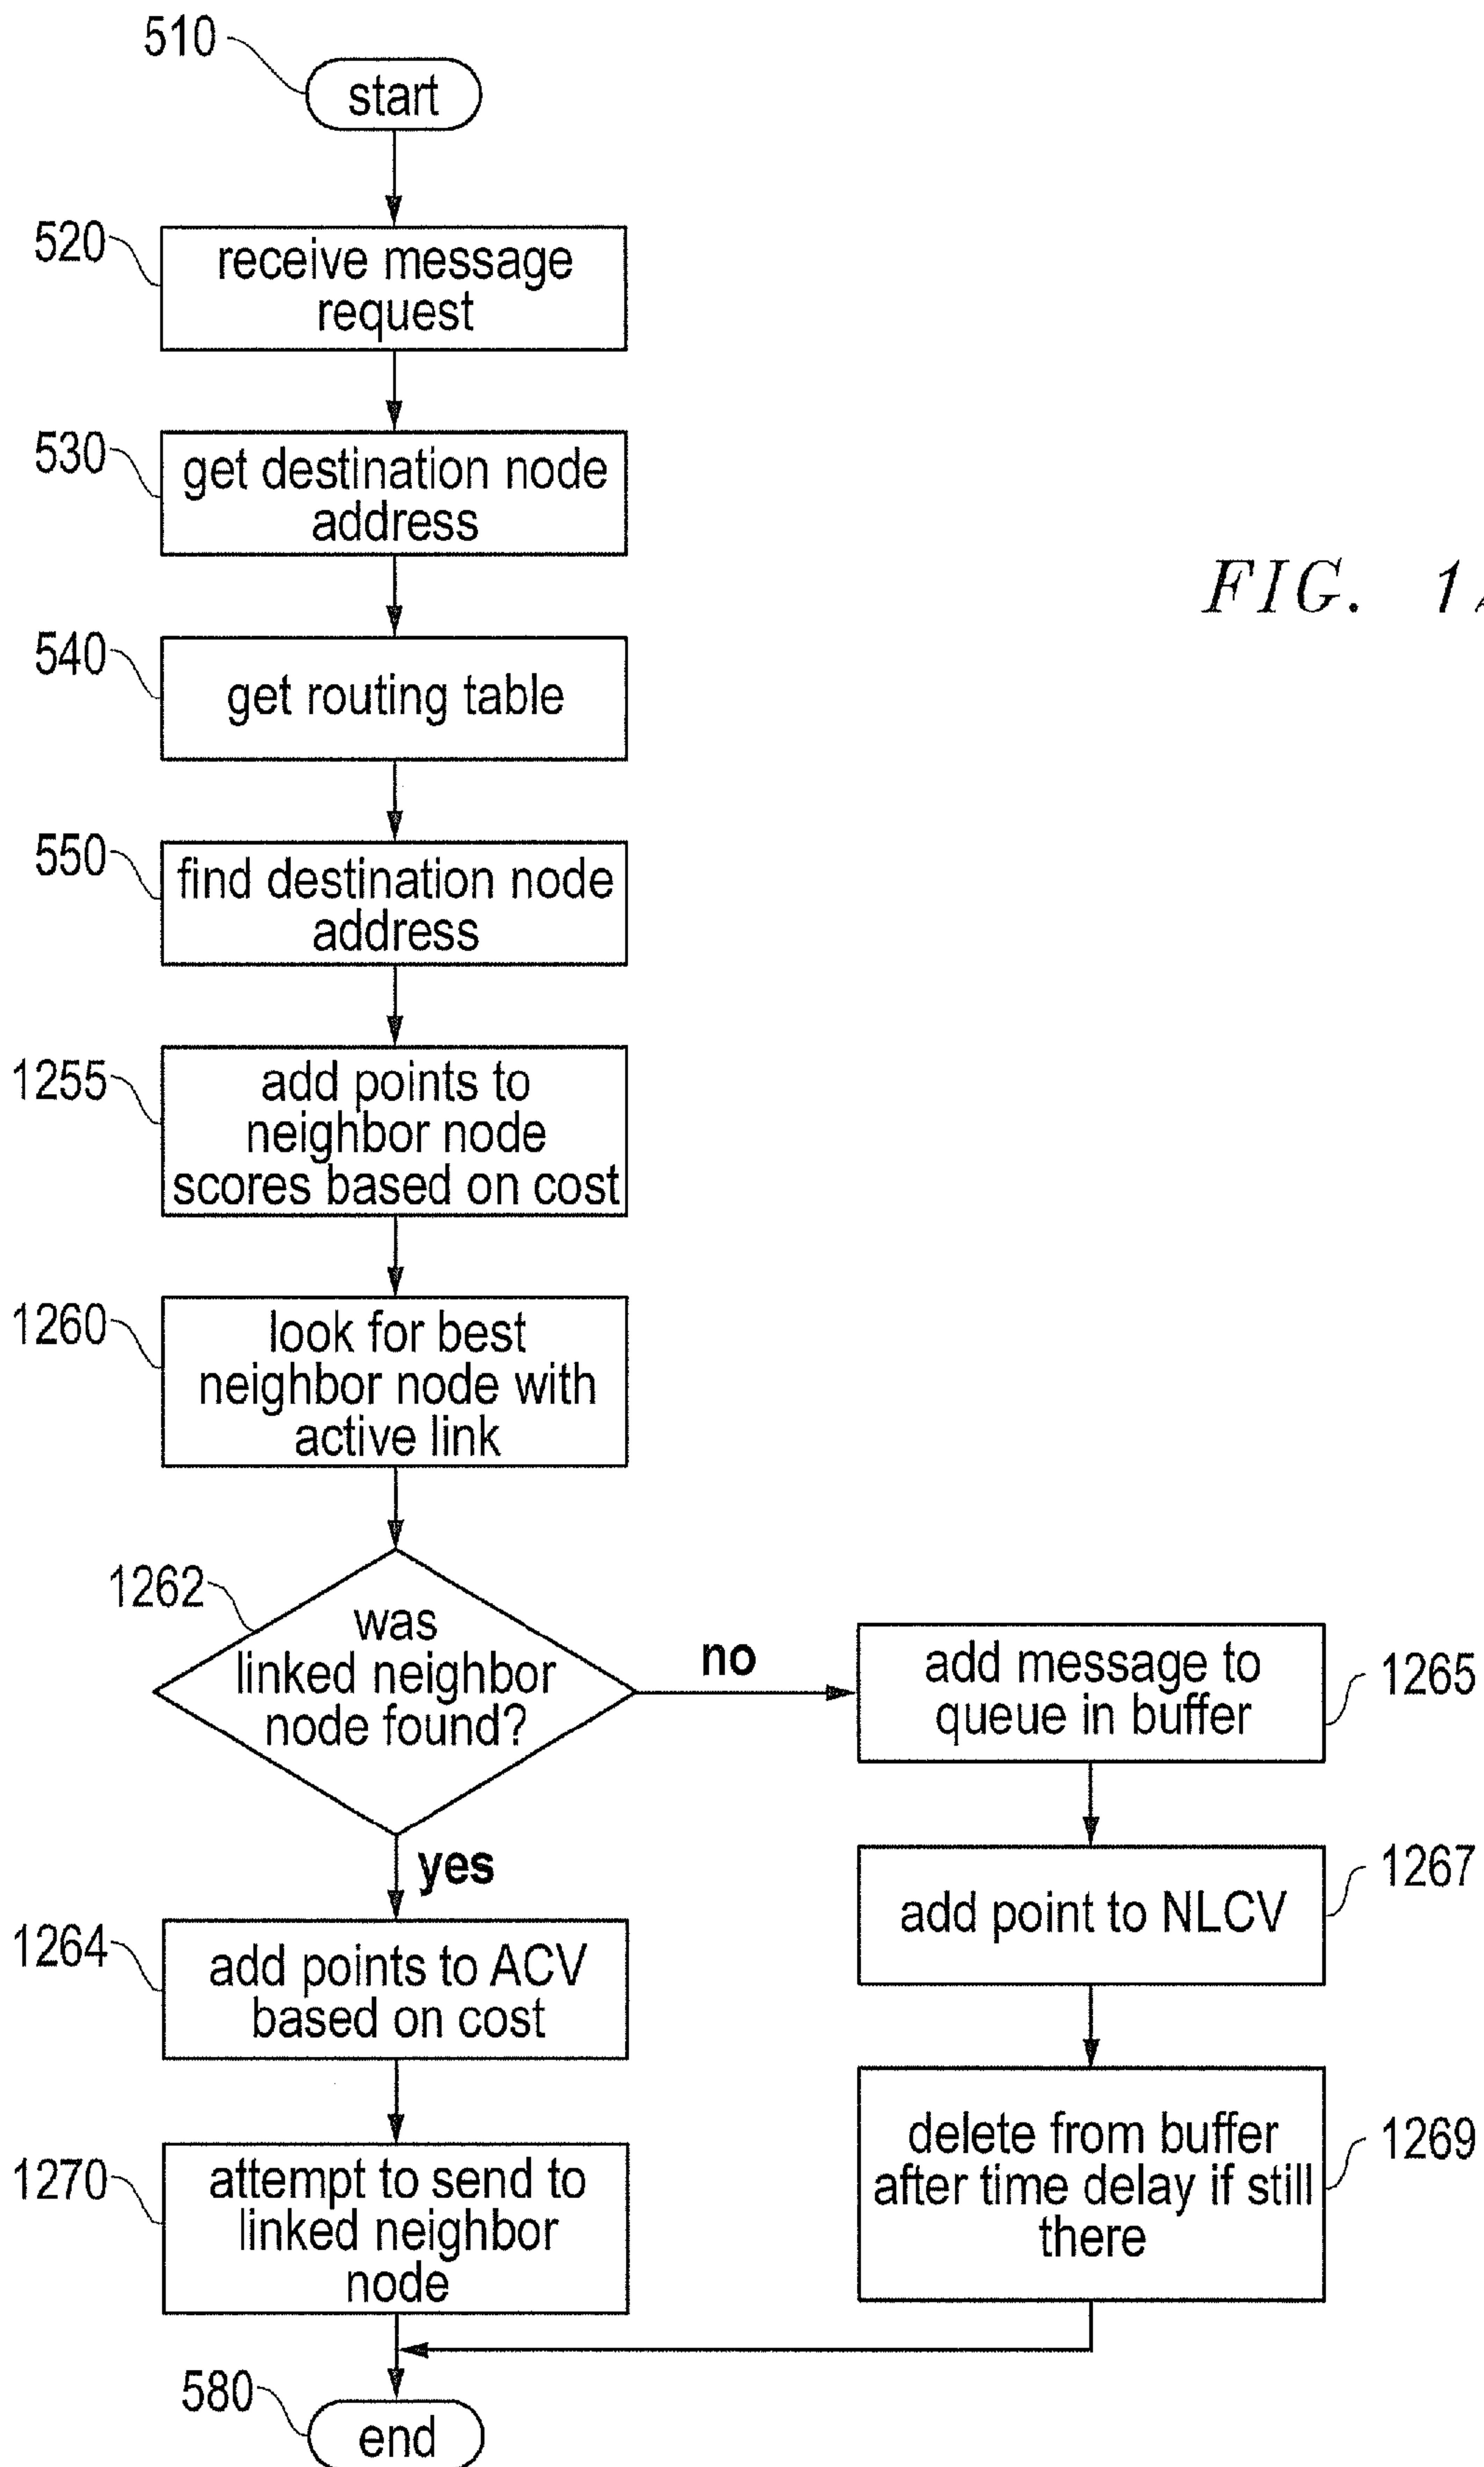 510
start
520
receive message
request
530
get destination node
address
FIG. 1
540
get routing table
550
find destination node
address
1255
add points to
neighbor node
scores based on cost
1260
look for best
neighbor node with
active link
1262
was
linked neighbor
node found?
no
add message to
queue in buffer
1265
yes
add point to NLCV
1267
1264
add points to ACV
based on cost
delete from buffer
after time delay if still
there
1269
1270
attempt to send to
linked neighbor
node
580
end